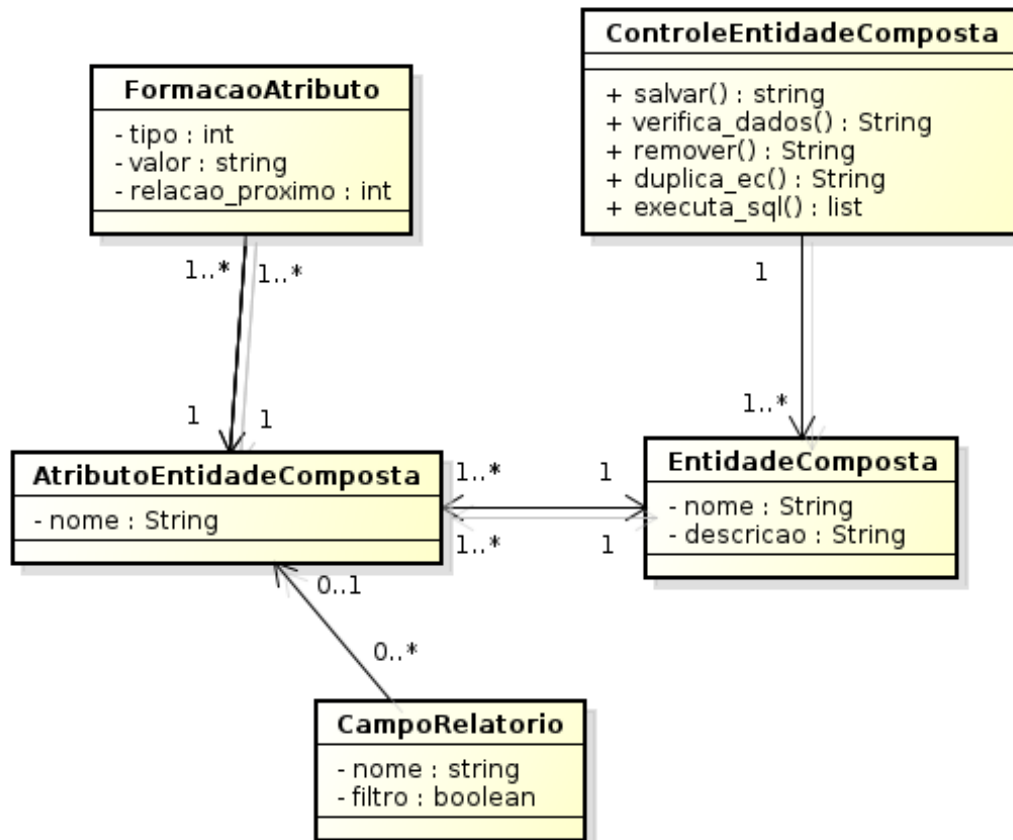 ControleEntidadeComposta
+ salvar() : string
+ verifica_dados() : String
+ remover() : String
+ duplica_ec() : String
+ executa_sql() : list
FormacaoAtributo
- tipo : int
- valor : string
- relacao_proximo : int
1..*
1..*
1
1
1
1..*
AtributoEntidadeComposta
- nome : String
1..*
1
1..*
1
EntidadeComposta
- nome : String
- descricao : String
0..1
0..*
CampoRelatorio
- nome : string
- filtro : boolean